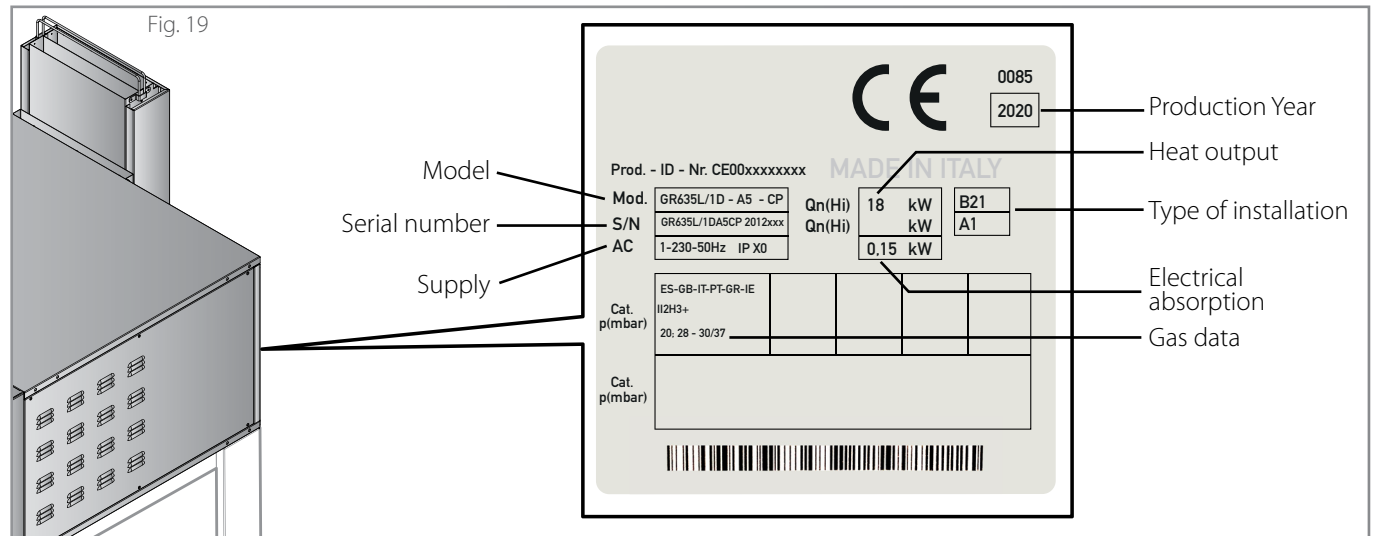 Fig. 19
CE
0085
2020
Production Year
Heat output
Type of installation
Electrical
absorption
Gas data
Model
Serial number
Supply
Prod. - ID - Nr. CE00xxxxxxxx
MADE IN ITALY
Mod. GR635L/1D - A5 - CP Qn(Hi) 18 kW B21
S/N GR635L/1DA5CP 2012xxx Qn(Hi) kW A1
AC 1-230-50Hz IP X0 0,15 kW
ES-GB-IT-PT-GR-IE
Cat. II2H3+
p(mbar) 20; 28 - 30/37
Cat.
p(mbar)